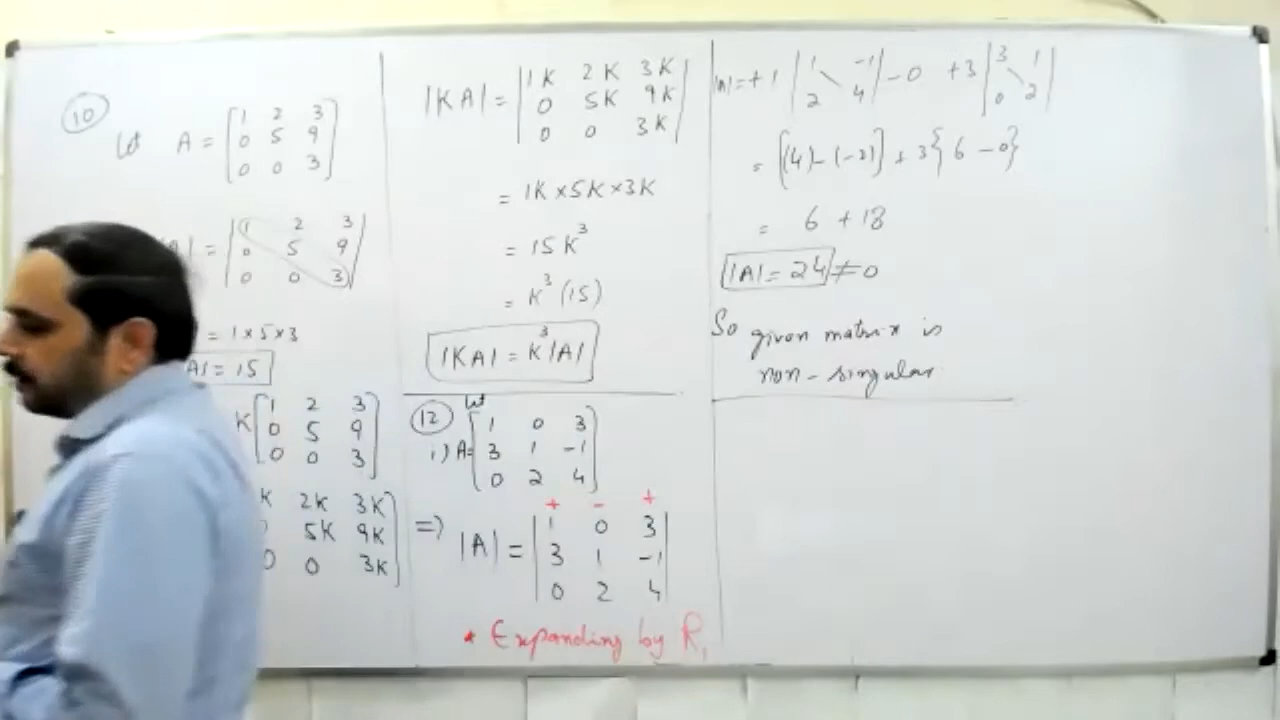 10
Let A = [1 2 3
0 5 9
0 0 3]
| = |1 2 3
0 5 9
0 0 3|
= 1 × 5 × 3
A| = 15
K [1 2 3
0 5 9
0 0 3]
K 2K 3K
5K 9K
0 0 3K]
|KA| = |1K 2K 3K
0 5K 9K
0 0 3K|
= 1K × 5K × 3K
= 15K³
= K³(15)
|KA| = K³|A|
12 Let
i) A = [1 0 3
3 1 -1
0 2 4]
+ - +
⇒ |A| = |1 0 3
3 1 -1
0 2 4|
* Expanding by R₁
|A| = +1 |1 -1
2 4| - 0 + 3 |3 1
0 2|
= [(4) - (-2)] + 3{6 - 0}
= 6 + 18
|A| = 24 ≠ 0
So given matrix is
non-singular